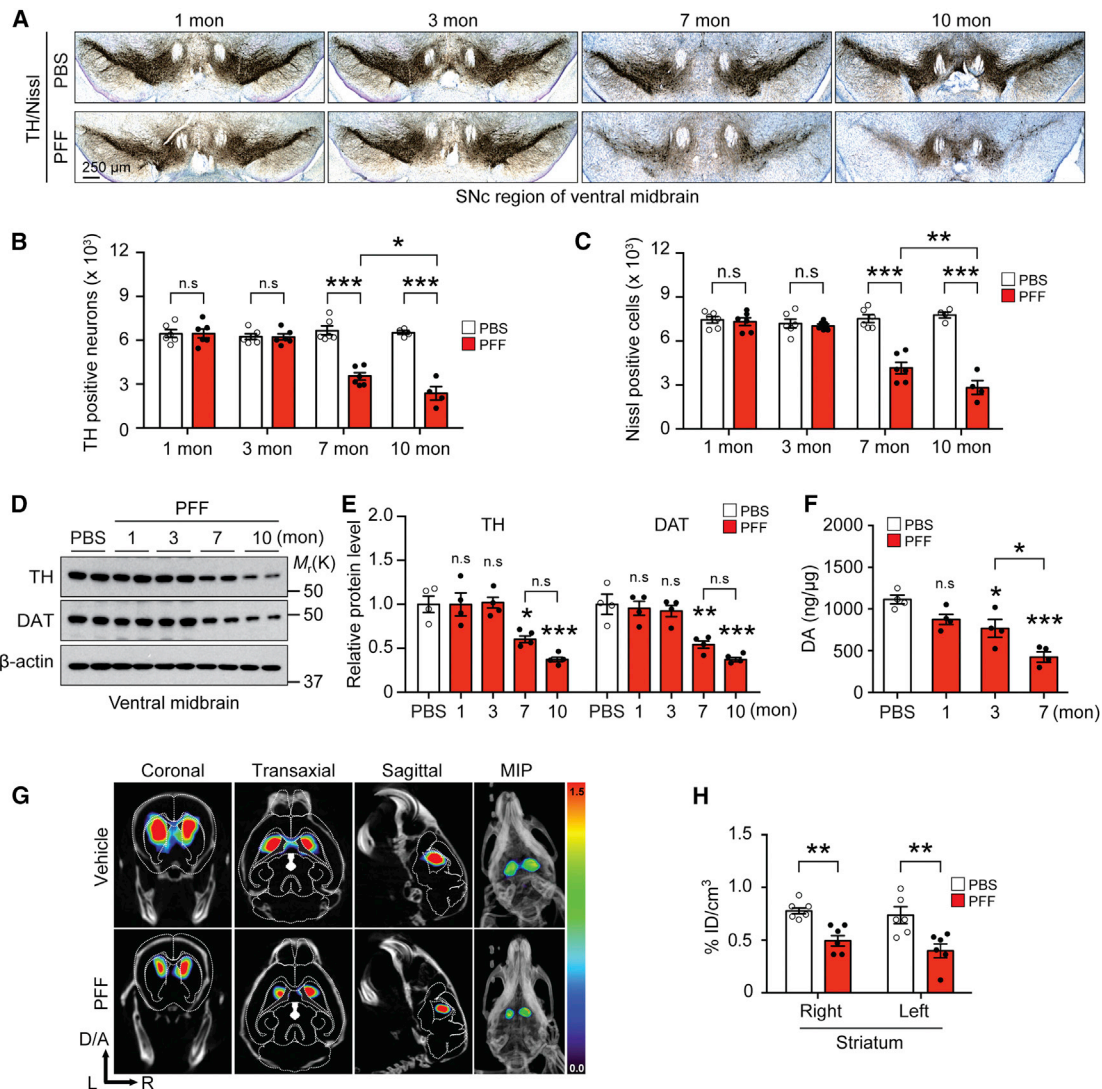 A
1 mon 3 mon 7 mon 10 mon
TH/Nissl
PBS
PFF
250 µm
SNc region of ventral midbrain
B
TH positive neurons (x 10³)
12
9
6
3
0
n.s n.s *** *** *
PBS
PFF
1 mon 3 mon 7 mon 10 mon
C
Nissl positive cells (x 10³)
12
9
6
3
0
n.s n.s *** *** **
PBS
PFF
1 mon 3 mon 7 mon 10 mon
D
PFF
PBS 1 3 7 10 (mon)
Mr(K)
TH
50
DAT
50
β-actin
37
Ventral midbrain
E
Relative protein level
2.0
1.5
1.0
0.5
0
TH DAT
PBS
PFF
n.s n.s * *** n.s
n.s n.s ** *** n.s
PBS 1 3 7 10 PBS 1 3 7 10 (mon)
F
DA (ng/µg)
2000
1500
1000
500
0
PBS
PFF
n.s * *** *
PBS 1 3 7 (mon)
G
Coronal Transaxial Sagittal MIP
Vehicle
PFF
1.5
0.0
D/A
L R
H
% ID/cm³
1.5
1.0
0.5
0.0
** **
PBS
PFF
Right Left
Striatum